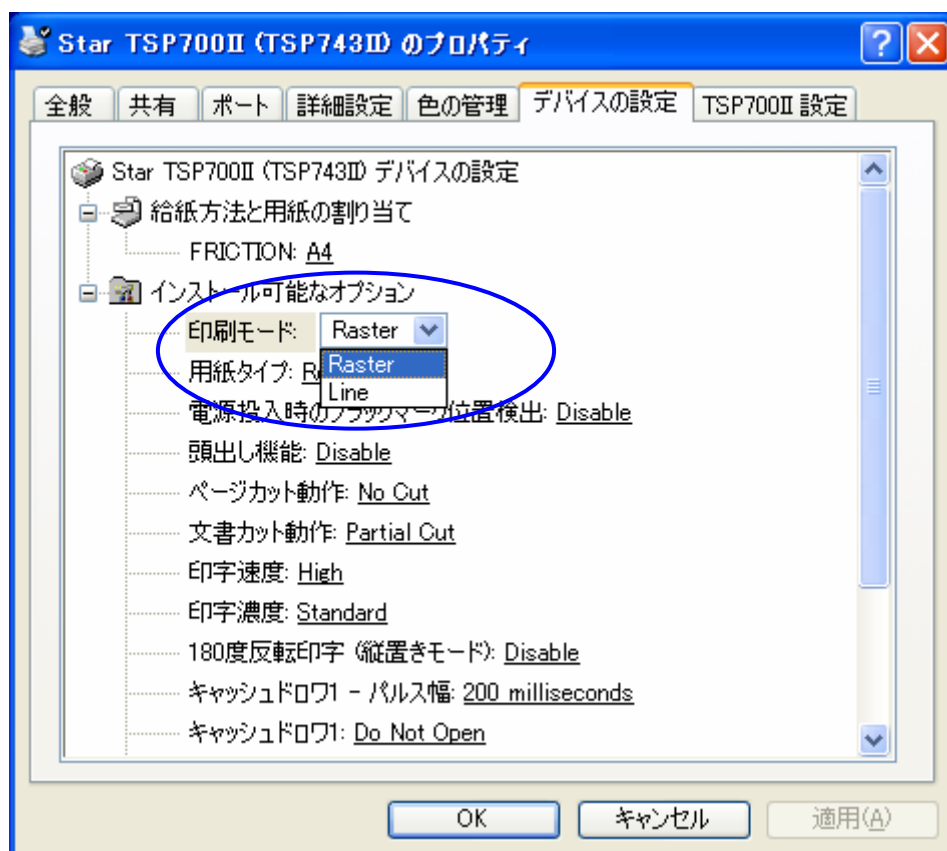 Star TSP700II (TSP743II) のプロパティ
全般 共有 ポート 詳細設定 色の管理 デバイスの設定 TSP700II 設定
Star TSP700II (TSP743II) デバイスの設定
給紙方法と用紙の割り当て
FRICTION: A4
インストール可能なオプション
印刷モード: Raster
Raster
Line
用紙タイプ:
電源投入時のブラックマーク位置検出: Disable
頭出し機能: Disable
ページカット動作: No Cut
文書カット動作: Partial Cut
印字速度: High
印字濃度: Standard
180度反転印字 (縦置きモード): Disable
キャッシュドロワ1 - パルス幅: 200 milliseconds
キャッシュドロワ1: Do Not Open
OK キャンセル 適用(A)